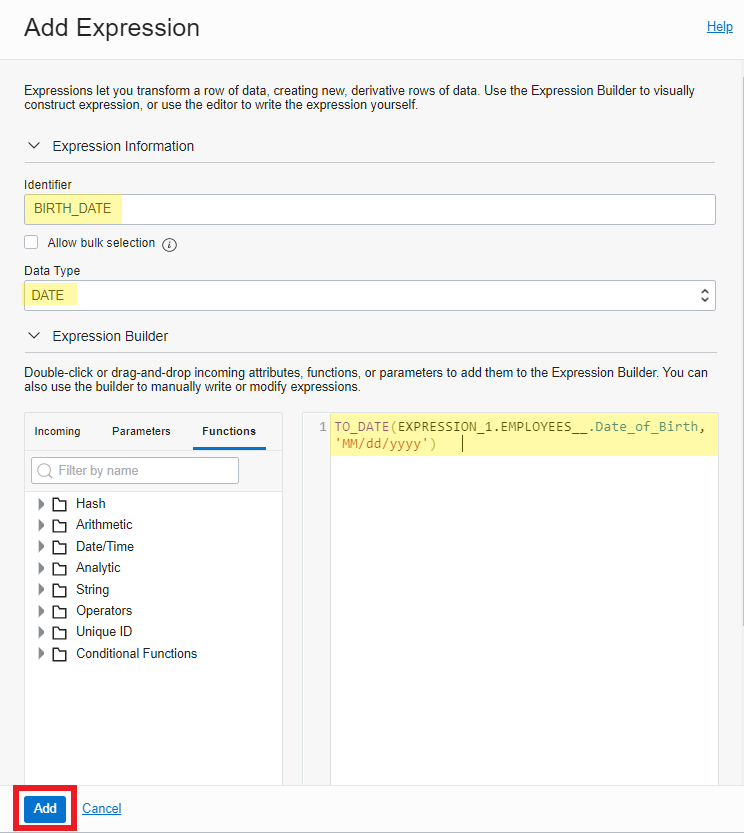 Add Expression
Help
Expressions let you transform a row of data, creating new, derivative rows of data. Use the Expression Builder to visually
construct expression, or use the editor to write the expression yourself.
Expression Information
Identifier
BIRTH_DATE
Allow bulk selection
Data Type
DATE
Expression Builder
Double-click or drag-and-drop incoming attributes, functions, or parameters to add them to the Expression Builder. You can
also use the builder to manually write or modify expressions.
Incoming Parameters Functions
Filter by name
Hash
Arithmetic
Date/Time
Analytic
String
Operators
Unique ID
Conditional Functions
1 TO_DATE(EXPRESSION_1.EMPLOYEES__.Date_of_Birth,
'MM/dd/yyyy')
Add Cancel